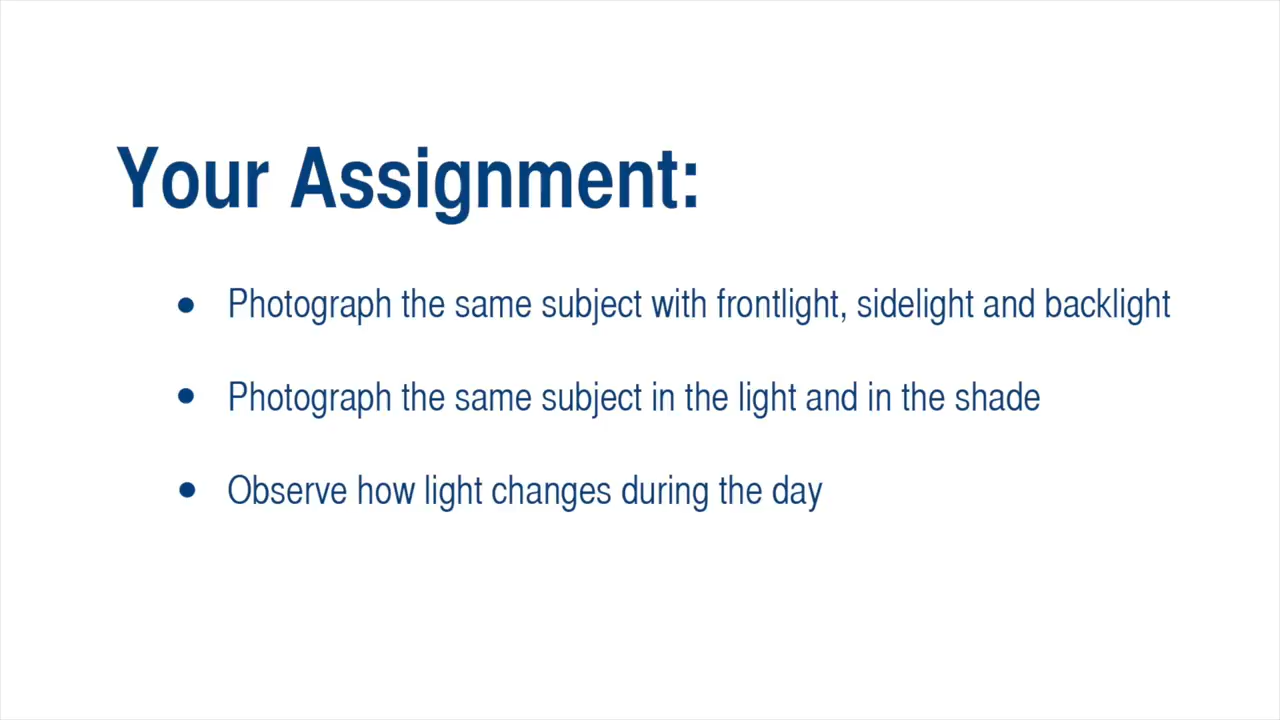 Your Assignment:
• Photograph the same subject with frontlight, sidelight and backlight
• Photograph the same subject in the light and in the shade
• Observe how light changes during the day